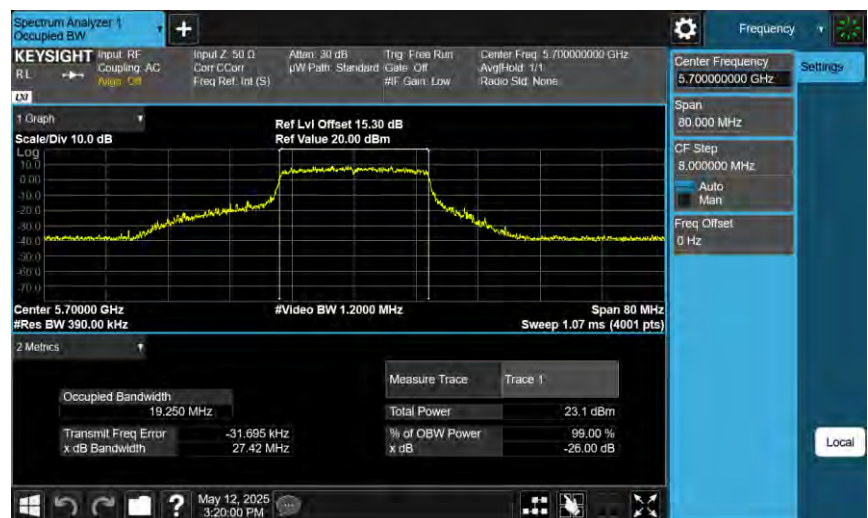 Spectrum Analyzer 1
Occupied BW
+
Frequency
KEYSIGHT
RL
LXI
Input: RF
Coupling: AC
Align: Off
Input Z: 50 Ω
Corr CCorr
Freq Ref: Int (S)
Atten: 30 dB
µW Path: Standard
Trig: Free Run
Gate: Off
#IF Gain: Low
Center Freq: 5.700000000 GHz
Avg|Hold: 1/1
Radio Std: None
Center Frequency
5.700000000 GHz
Settings
Span
80.000 MHz
CF Step
8.000000 MHz
Auto
Man
Freq Offset
0 Hz
1 Graph
Scale/Div 10.0 dB
Ref Lvl Offset 15.30 dB
Ref Value 20.00 dBm
Log
10.0
0.00
-10.0
-20.0
-30.0
-40.0
-50.0
-60.0
-70.0
Center 5.70000 GHz
#Video BW 1.2000 MHz
Span 80 MHz
#Res BW 390.00 kHz
Sweep 1.07 ms (4001 pts)
2 Metrics
Measure Trace Trace 1
Occupied Bandwidth
19.250 MHz
Total Power 23.1 dBm
Transmit Freq Error -31.695 kHz
% of OBW Power 99.00 %
x dB Bandwidth 27.42 MHz
x dB -26.00 dB
Local
?
May 12, 2025
3:20:00 PM